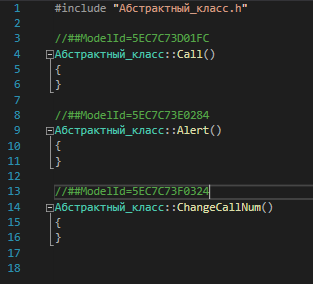 1 #include "Абстрактный_класс.h"
2
3 //##ModelId=5EC7C73D01FC
4 Абстрактный_класс::Call()
5 {
6 }
7
8 //##ModelId=5EC7C73E0284
9 Абстрактный_класс::Alert()
10 {
11 }
12
13 //##ModelId=5EC7C73F0324
14 Абстрактный_класс::ChangeCallNum()
15 {
16 }
17
18